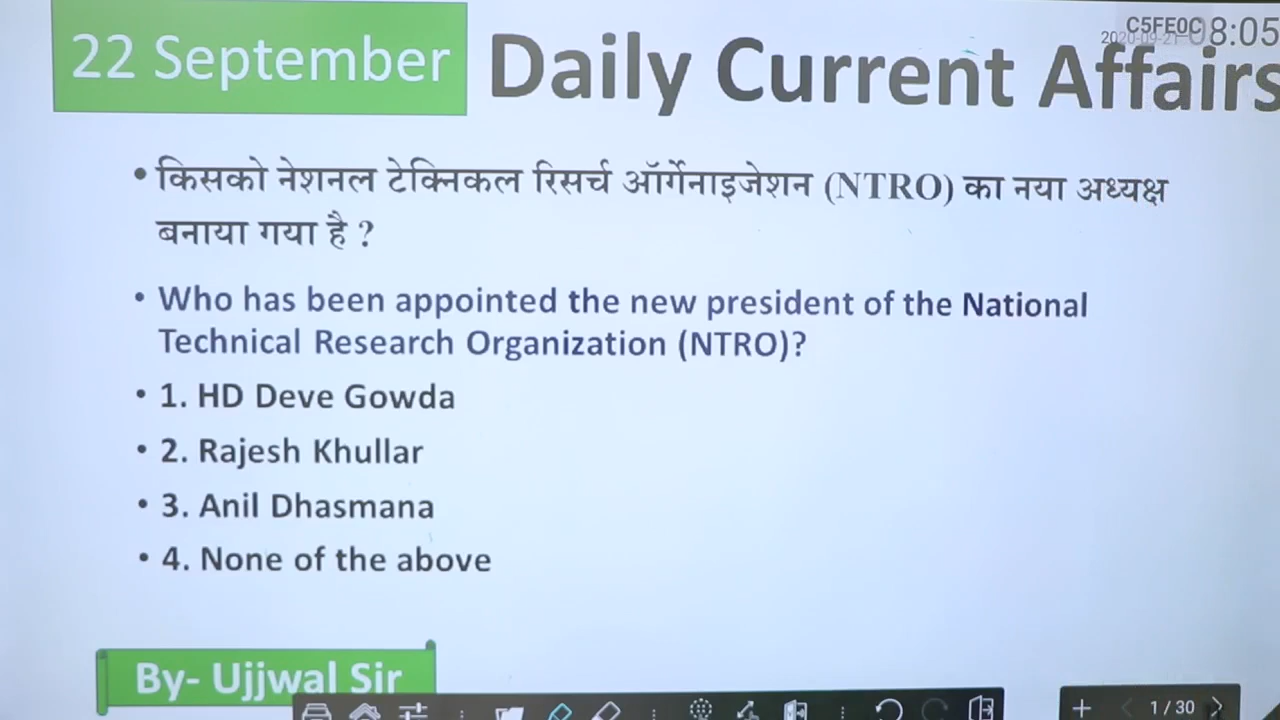 22 September
Daily Current Affairs
C5FE0C
2020-09-21
08:05
• किसको नेशनल टेक्निकल रिसर्च ऑर्गेनाइजेशन (NTRO) का नया अध्यक्ष
बनाया गया है ?
• Who has been appointed the new president of the National
Technical Research Organization (NTRO)?
• 1. HD Deve Gowda
• 2. Rajesh Khullar
• 3. Anil Dhasmana
• 4. None of the above
By- Ujjwal Sir
1 / 30